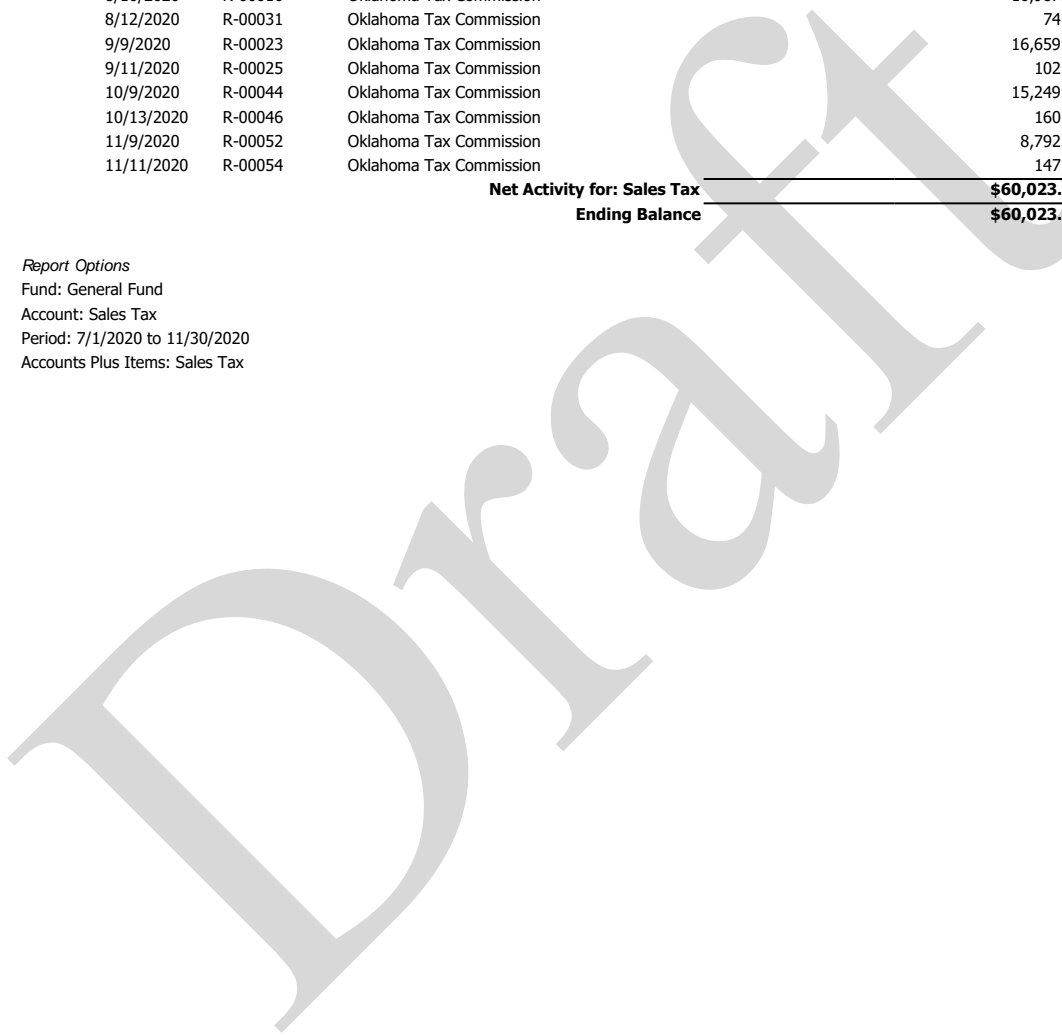 8/12/2020 R-00031 Oklahoma Tax Commission 74
9/9/2020 R-00023 Oklahoma Tax Commission 16,659
9/11/2020 R-00025 Oklahoma Tax Commission 102
10/9/2020 R-00044 Oklahoma Tax Commission 15,249
10/13/2020 R-00046 Oklahoma Tax Commission 160
11/9/2020 R-00052 Oklahoma Tax Commission 8,792
11/11/2020 R-00054 Oklahoma Tax Commission 147
Net Activity for: Sales Tax $60,023.
Ending Balance $60,023.
Report Options
Fund: General Fund
Account: Sales Tax
Period: 7/1/2020 to 11/30/2020
Accounts Plus Items: Sales Tax
Draft